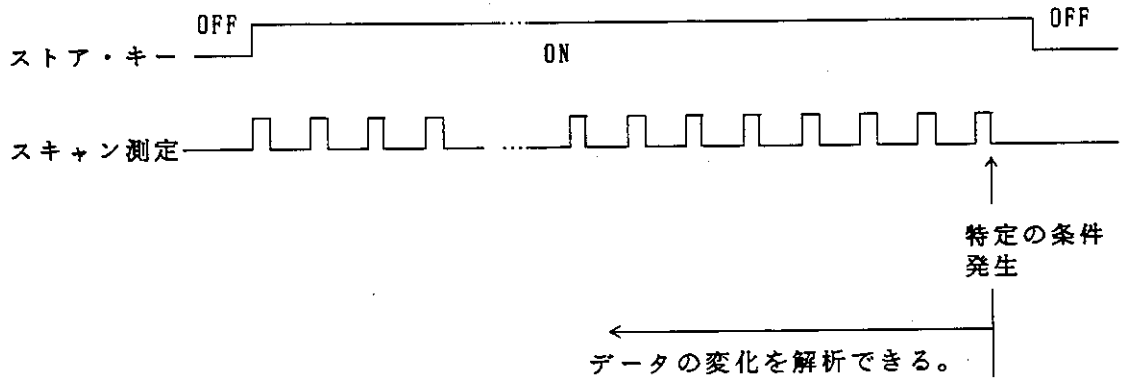 OFF
OFF
ストア・キー
ON
スキャン測定
特定の条件
発生
データの変化を解析できる。